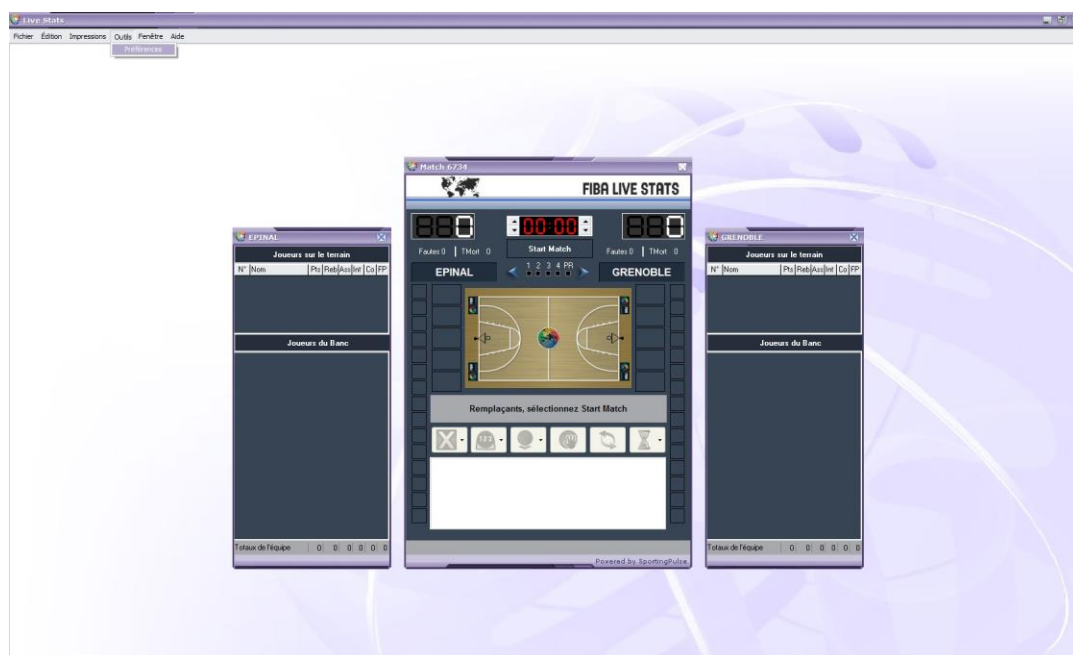 Live Stats
Fichier Édition Impressions Outils Fenêtre Aide
Préférences
Match 6734
FIBA LIVE STATS
0 00:00 0
Fautes 0 | TMort 0 Start Match Fautes 0 | TMort 0
EPINAL 1 2 3 4 PR GRENOBLE
Remplaçants, sélectionnez Start Match
123
Powered by SportingPulse
EPINAL
Joueurs sur le terrain
N° Nom Pts Reb Ass Int Co FP
Joueurs du Banc
Totaux de l'équipe 0 0 0 0 0 0
GRENOBLE
Joueurs sur le terrain
N° Nom Pts Reb Ass Int Co FP
Joueurs du Banc
Totaux de l'équipe 0 0 0 0 0 0